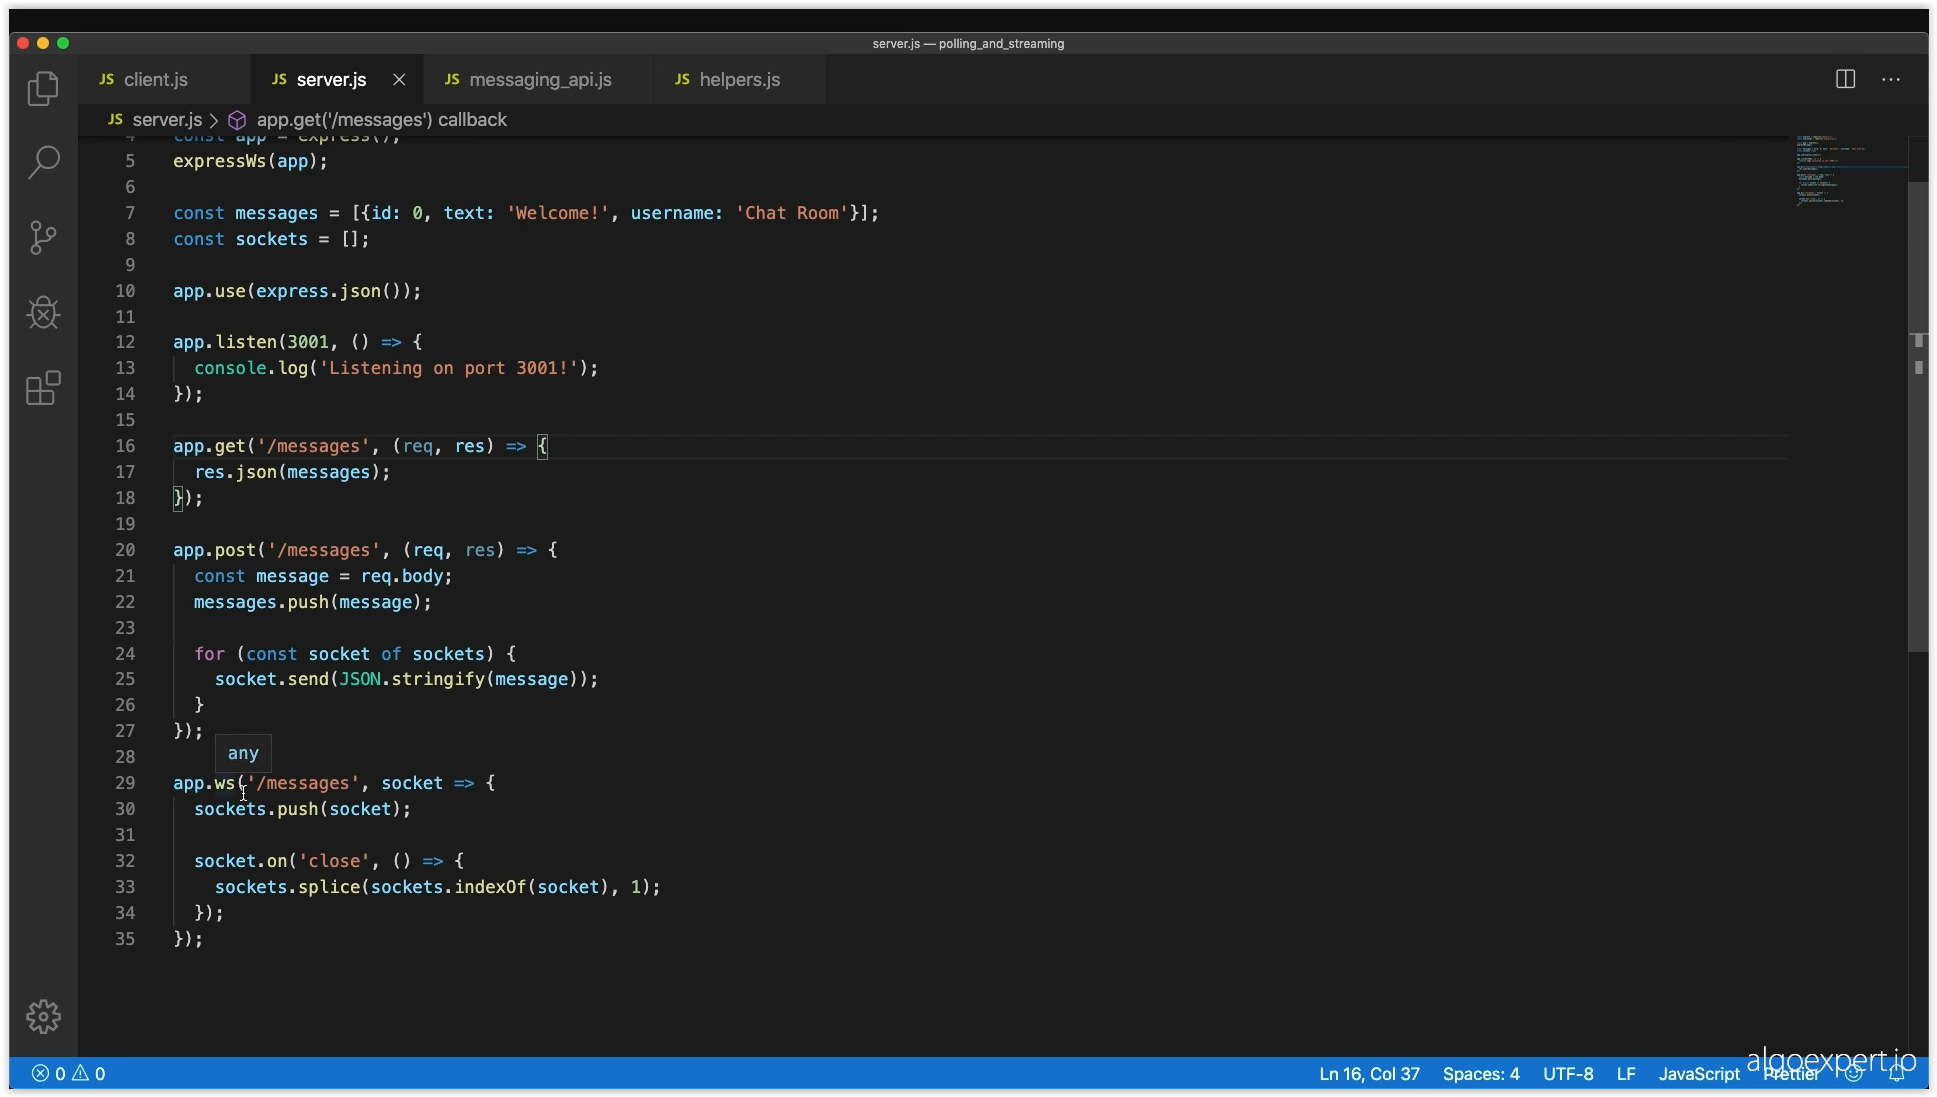 server.js — polling_and_streaming
JS client.js JS server.js JS messaging_api.js JS helpers.js
JS server.js > app.get('/messages') callback
4 const app = express();
5 expressWs(app);
6
7 const messages = [{id: 0, text: 'Welcome!', username: 'Chat Room'}];
8 const sockets = [];
9
10 app.use(express.json());
11
12 app.listen(3001, () => {
13 console.log('Listening on port 3001!');
14 });
15
16 app.get('/messages', (req, res) => {
17 res.json(messages);
18 });
19
20 app.post('/messages', (req, res) => {
21 const message = req.body;
22 messages.push(message);
23
24 for (const socket of sockets) {
25 socket.send(JSON.stringify(message));
26 }
27 });
28
any
29 app.ws('/messages', socket => {
30 sockets.push(socket);
31
32 socket.on('close', () => {
33 sockets.splice(sockets.indexOf(socket), 1);
34 });
35 });
algoexpert.io
0 0 Ln 16, Col 37 Spaces: 4 UTF-8 LF JavaScript Prettier